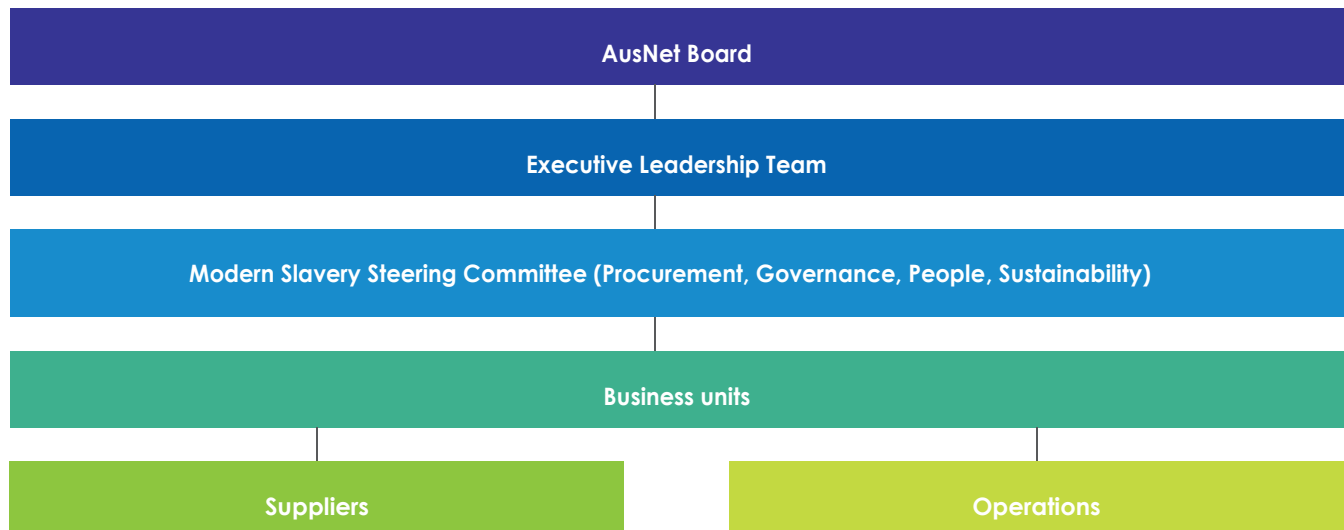 AusNet Board
Executive Leadership Team
Modern Slavery Steering Committee (Procurement, Governance, People, Sustainability)
Business units
Suppliers
Operations